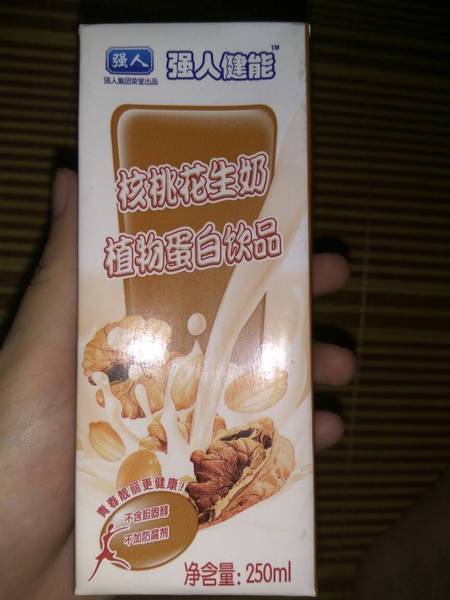 强人
强人集团荣誉出品
强人健能™
核桃花生奶
植物蛋白饮品
青春靓丽更健康!
不含胆固醇
不加防腐剂
净含量:250ml